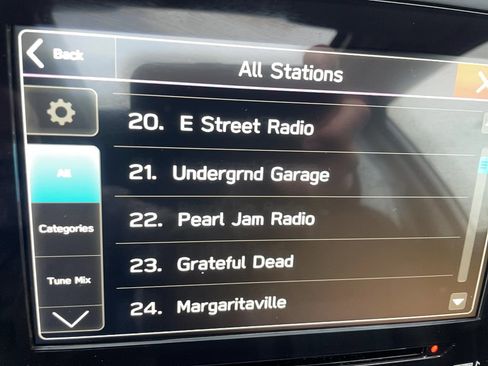 Back
All Stations
20. E Street Radio
All
21. Undergrnd Garage
22. Pearl Jam Radio
Categories
23. Grateful Dead
Tune Mix
24. Margaritaville